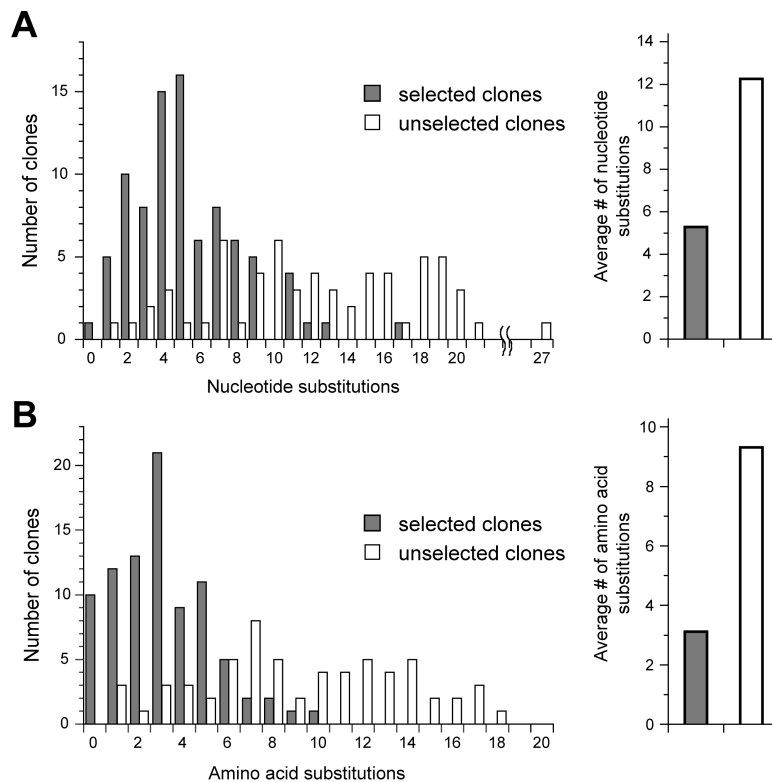 A
Number of clones
15
10
5
0
selected clones
unselected clones
0 2 4 6 8 10 12 14 16 18 20 27
Nucleotide substitutions
Average # of nucleotide
substitutions
14
12
10
8
6
4
2
0
B
Number of clones
20
15
10
5
0
selected clones
unselected clones
0 2 4 6 8 10 12 14 16 18 20
Amino acid substitutions
Average # of amino acid
substitutions
10
8
6
4
2
0